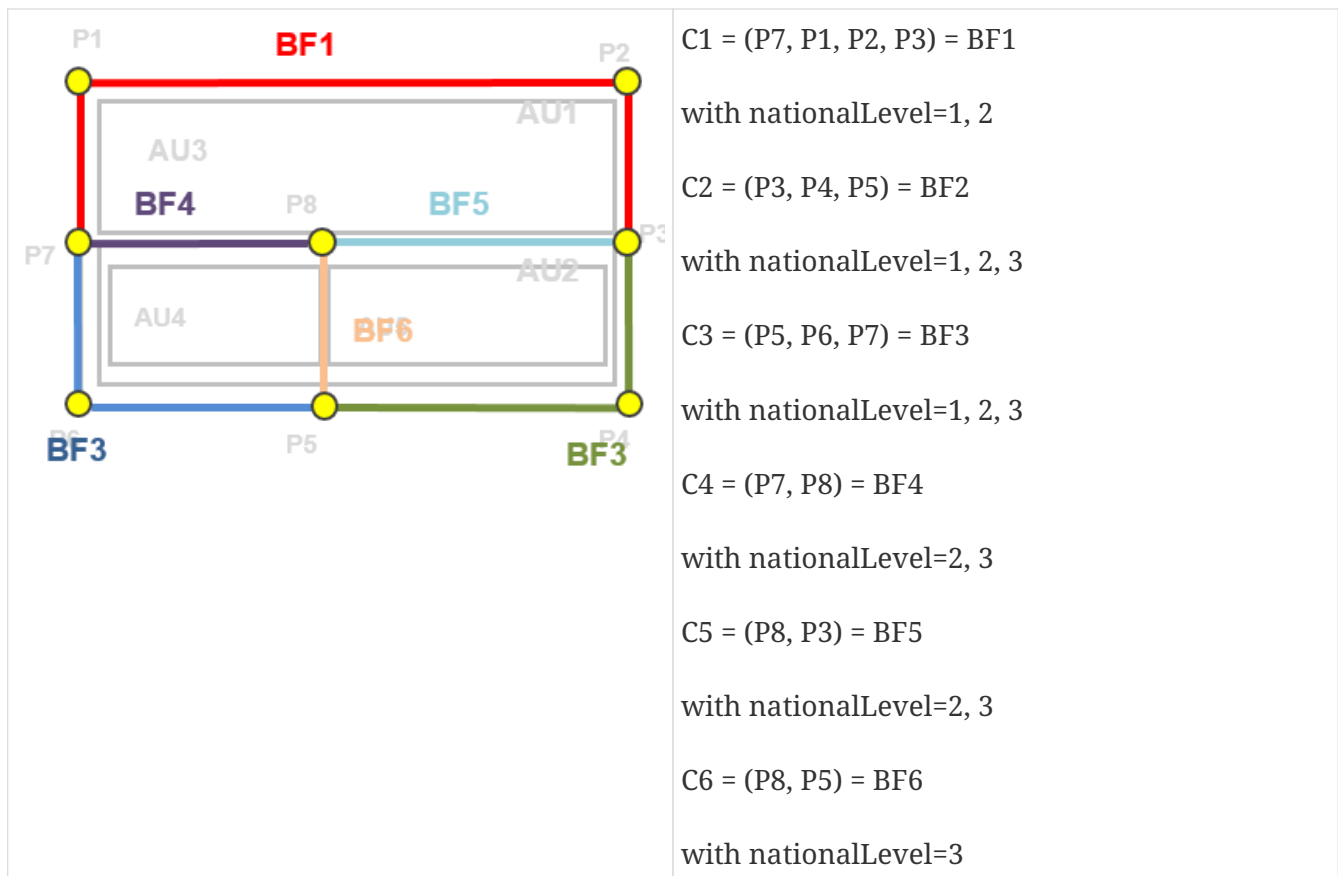 P1
BF1
P2
AU1
AU3
BF4
P8
BF5
P3
P7
AU2
AU4
BF6
BF3
P5
P4
BF3
C1 = (P7, P1, P2, P3) = BF1
with nationalLevel=1, 2
C2 = (P3, P4, P5) = BF2
with nationalLevel=1, 2, 3
C3 = (P5, P6, P7) = BF3
with nationalLevel=1, 2, 3
C4 = (P7, P8) = BF4
with nationalLevel=2, 3
C5 = (P8, P3) = BF5
with nationalLevel=2, 3
C6 = (P8, P5) = BF6
with nationalLevel=3